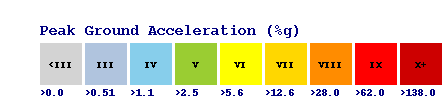 Peak Ground Acceleration (%g)
<III III IV V VI VII VIII IX X+
>0.0 >0.51 >1.1 >2.5 >5.6 >12.6 >28.0 >62.0 >138.0